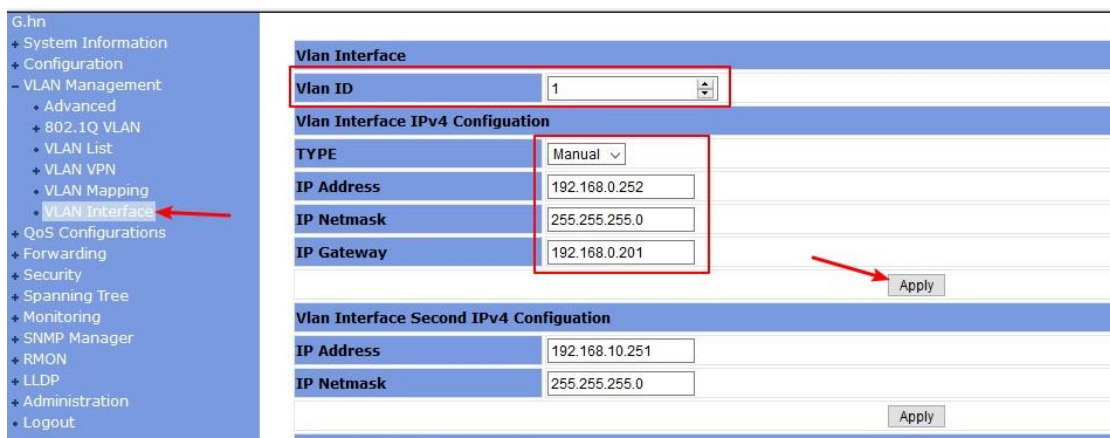 G.hn
System Information
Configuration
VLAN Management
Advanced
802.1Q VLAN
VLAN List
VLAN VPN
VLAN Mapping
VLAN Interface
QoS Configurations
Forwarding
Security
Spanning Tree
Monitoring
SNMP Manager
RMON
LLDP
Administration
Logout
Vlan Interface
Vlan ID 1
Vlan Interface IPv4 Configuation
TYPE Manual
IP Address 192.168.0.252
IP Netmask 255.255.255.0
IP Gateway 192.168.0.201
Apply
Vlan Interface Second IPv4 Configuation
IP Address 192.168.10.251
IP Netmask 255.255.255.0
Apply